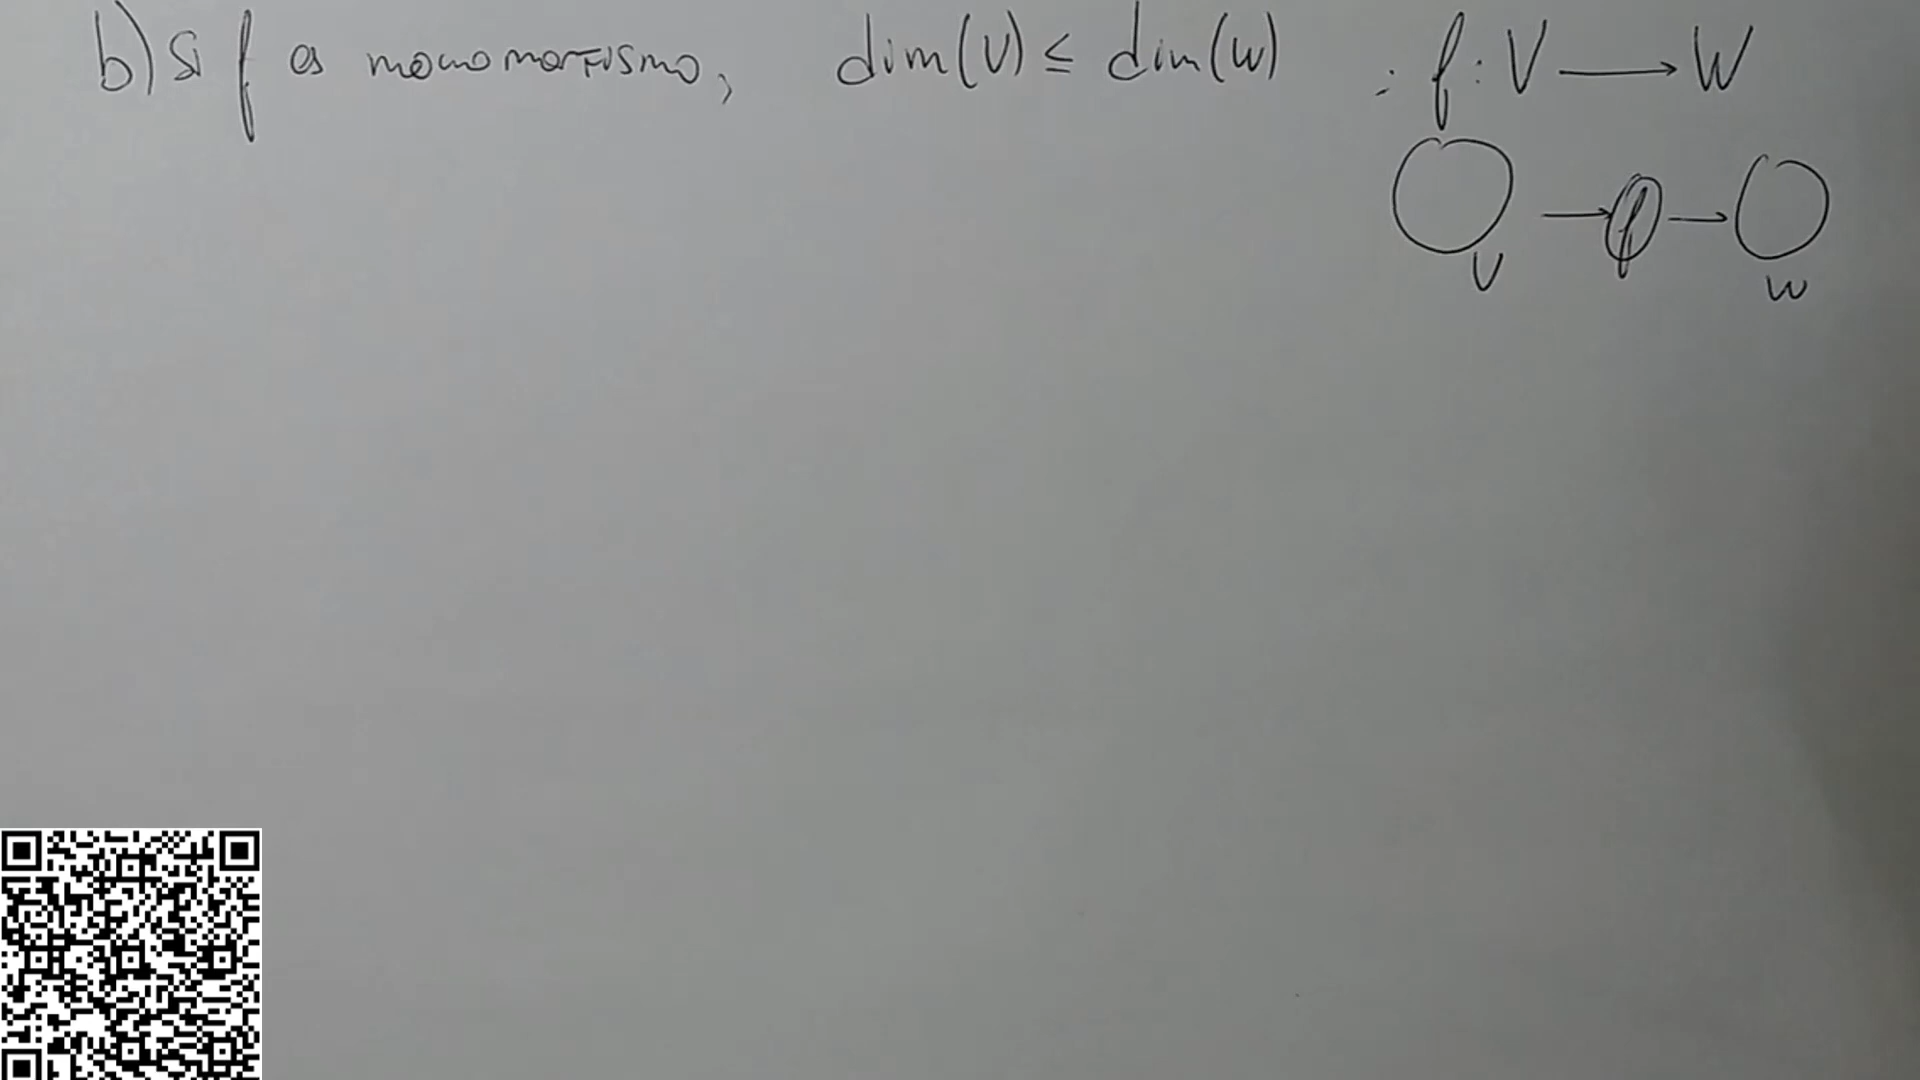 b) Si f es monomorfismo, dim(V) ≤ dim(W) : f: V → W
→ f →
V
W